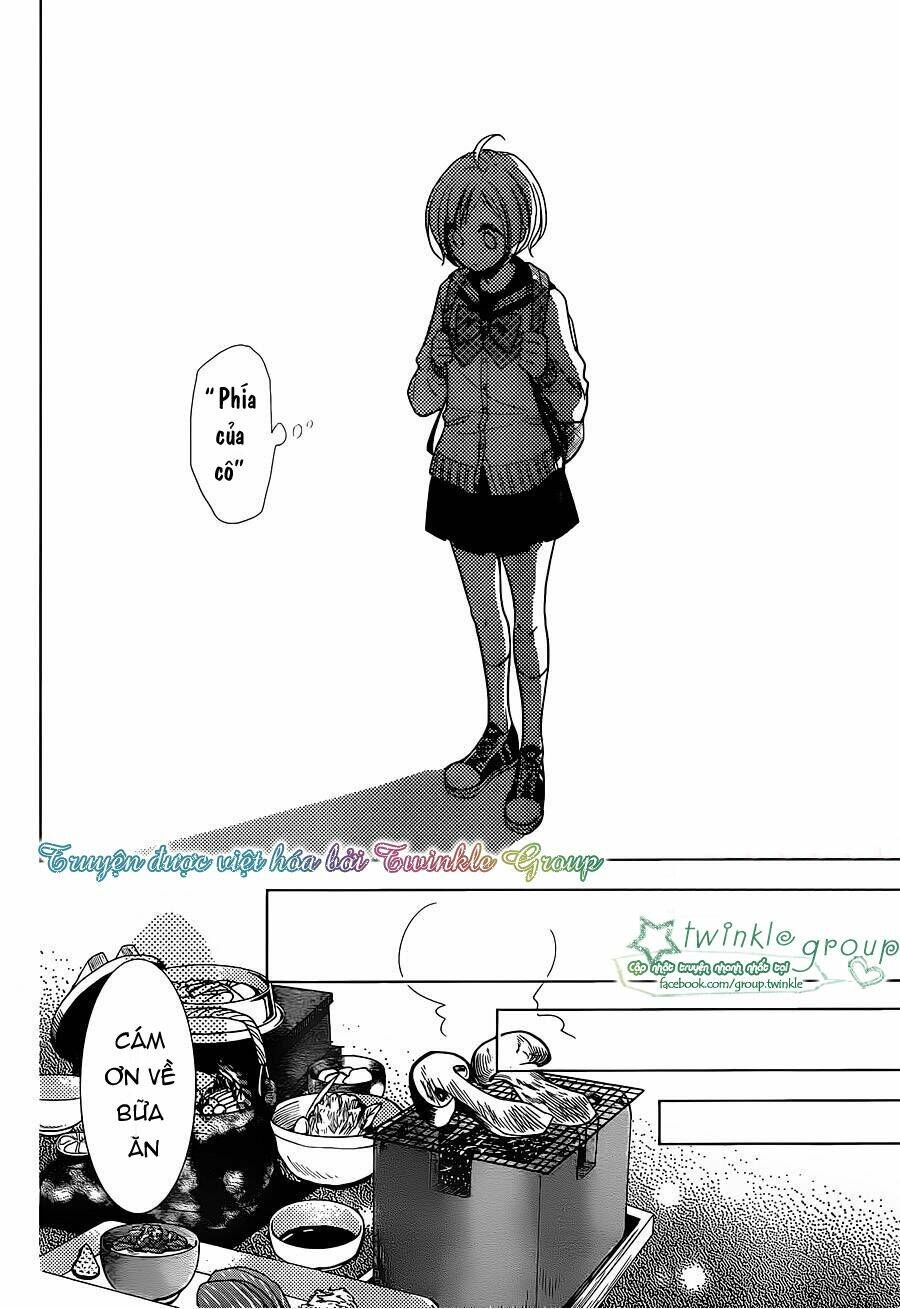 “Phía
của
cô”
Truyện được việt hóa bởi Twinkle Group
twinkle group
Cập nhật truyện nhanh nhất tại
facebook.com/group.twinkle
CÁM
ƠN VỀ
BỮA
ĂN